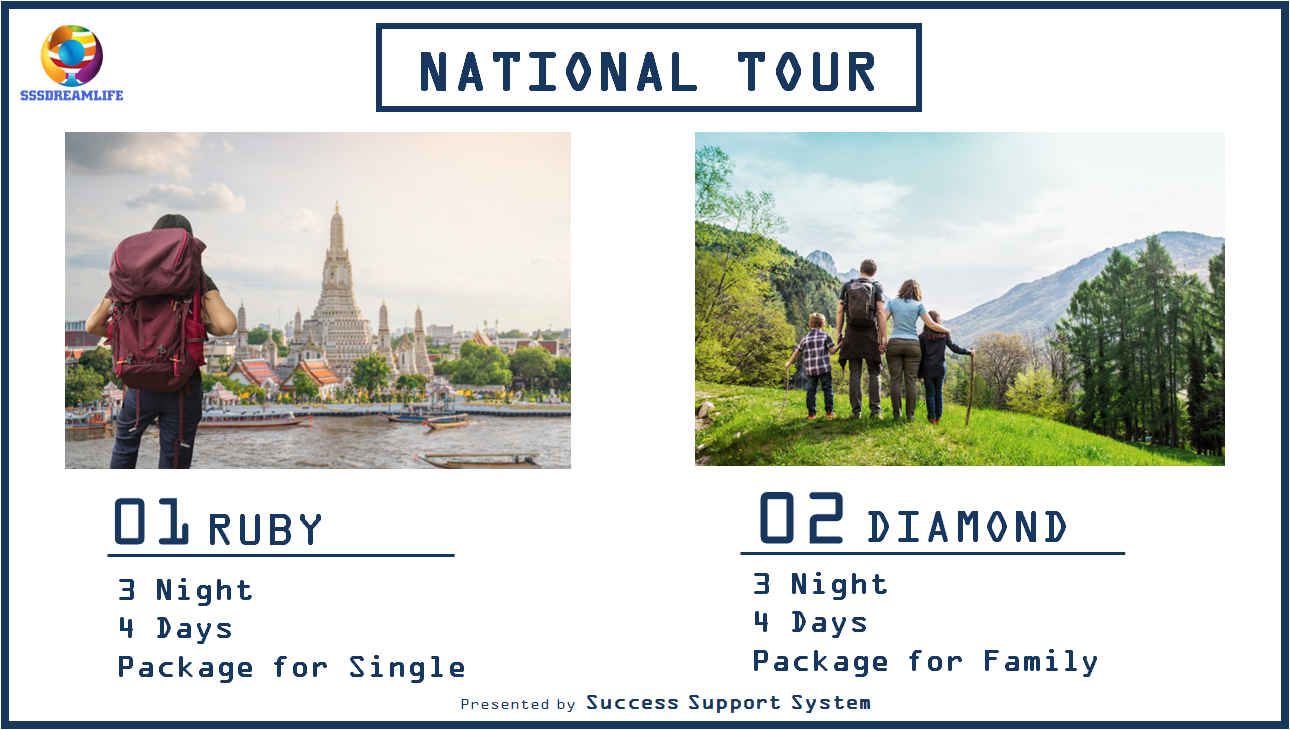 SSSDREAMLIFE
NATIONAL TOUR
01 RUBY
3 Night
4 Days
Package for Single
02 DIAMOND
3 Night
4 Days
Package for Family
Presented by Success Support System